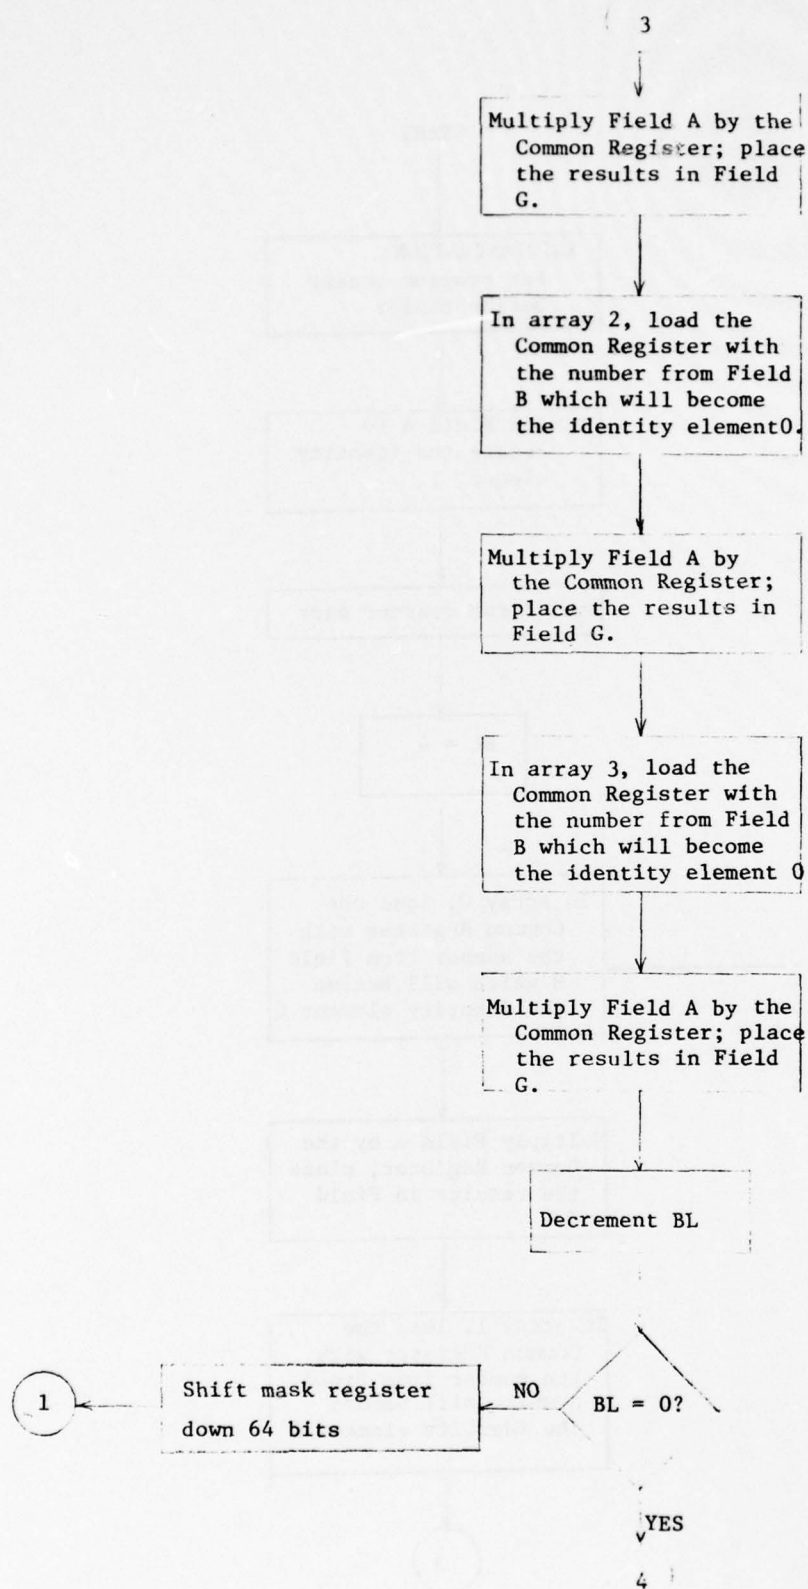 3
Multiply Field A by the
Common Register; place
the results in Field
G.
In array 2, load the
Common Register with
the number from Field
B which will become
the identity element0.
Multiply Field A by
the Common Register;
place the results in
Field G.
In array 3, load the
Common Register with
the number from Field
B which will become
the identity element 0
Multiply Field A by the
Common Register; place
the results in Field
G.
Decrement BL
BL = 0?
NO
Shift mask register
down 64 bits
1
YES
4